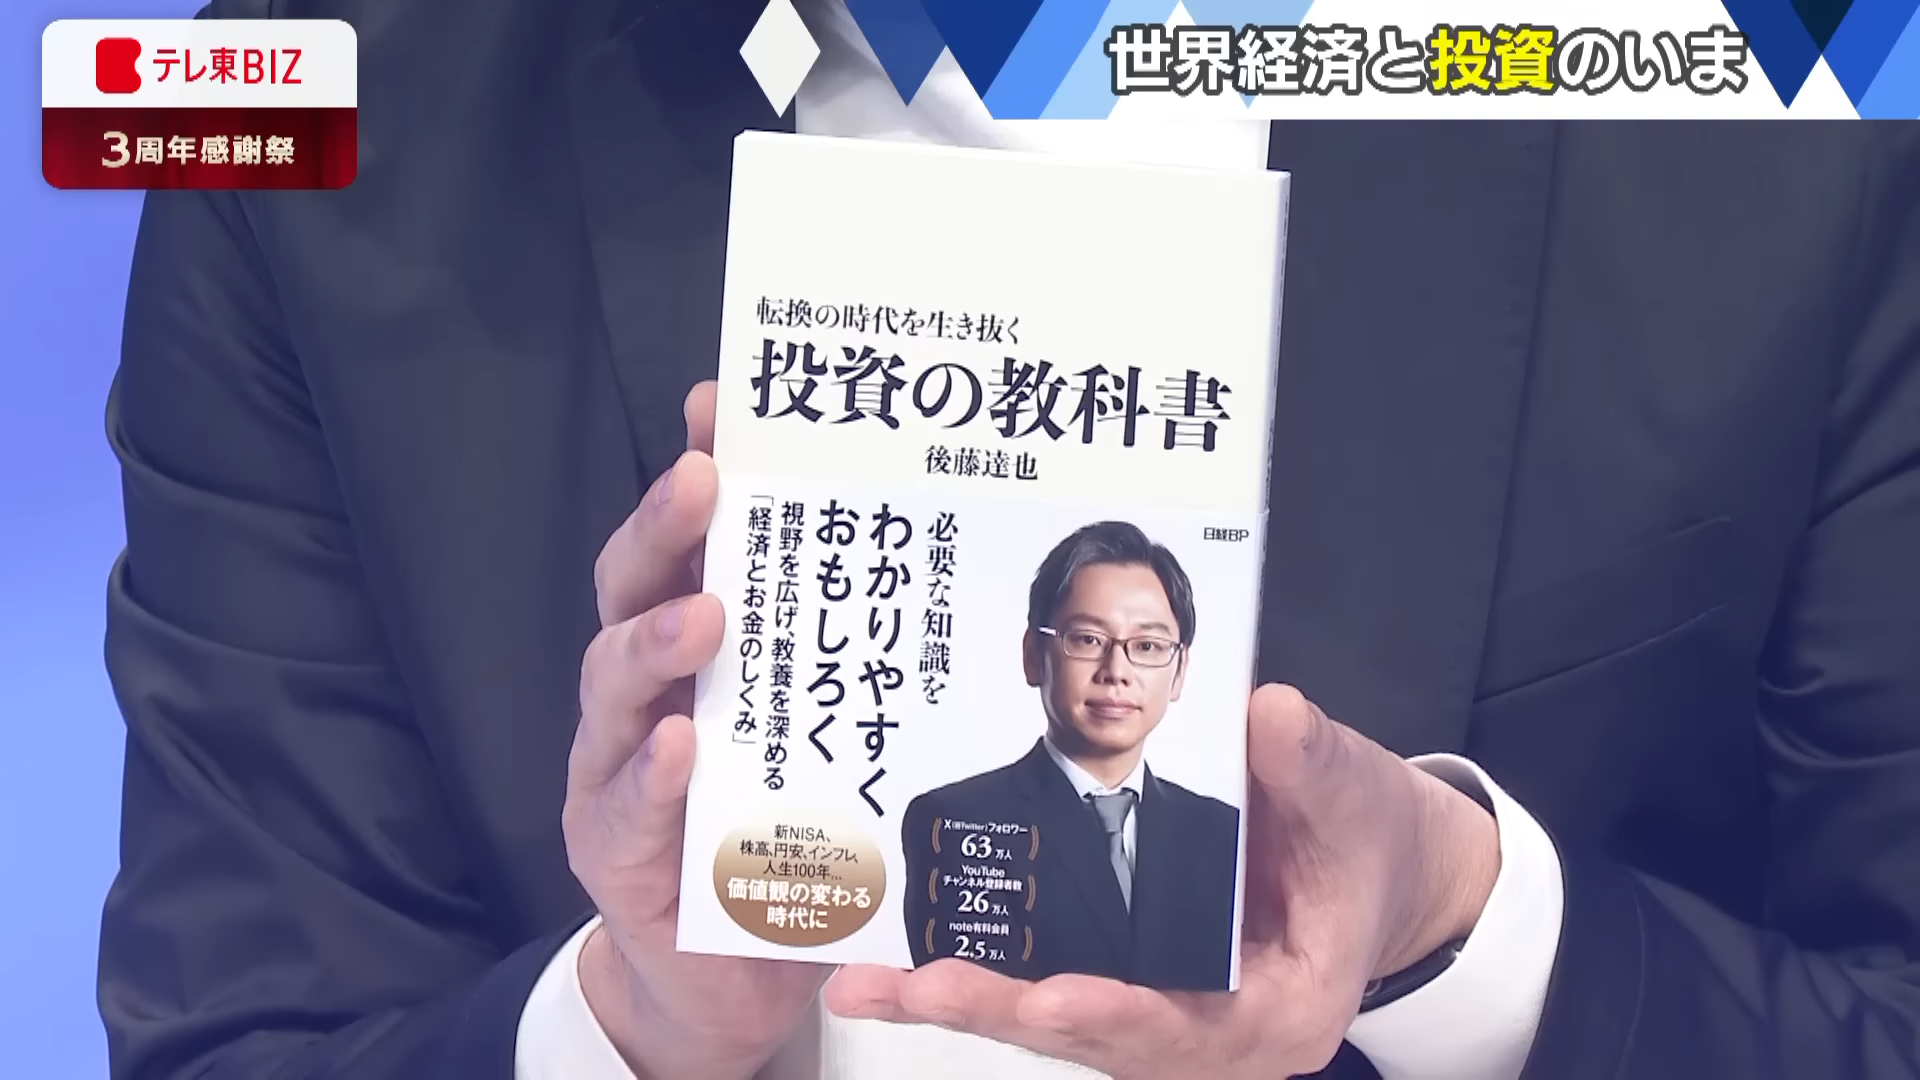 テレ東BIZ
3周年感謝祭
世界経済と投資のいま
転換の時代を生き抜く
投資の教科書
後藤達也
日経BP
必要な知識を
わかりやすく
おもしろく
視野を広げ、教養を深める
「経済とお金のしくみ」
新NISA、
株高、円安、インフレ、
人生100年...
価値観の変わる
時代に
X(旧Twitter)フォロワー
63万人
YouTube
チャンネル登録者数
26万人
note有料会員
2.5万人